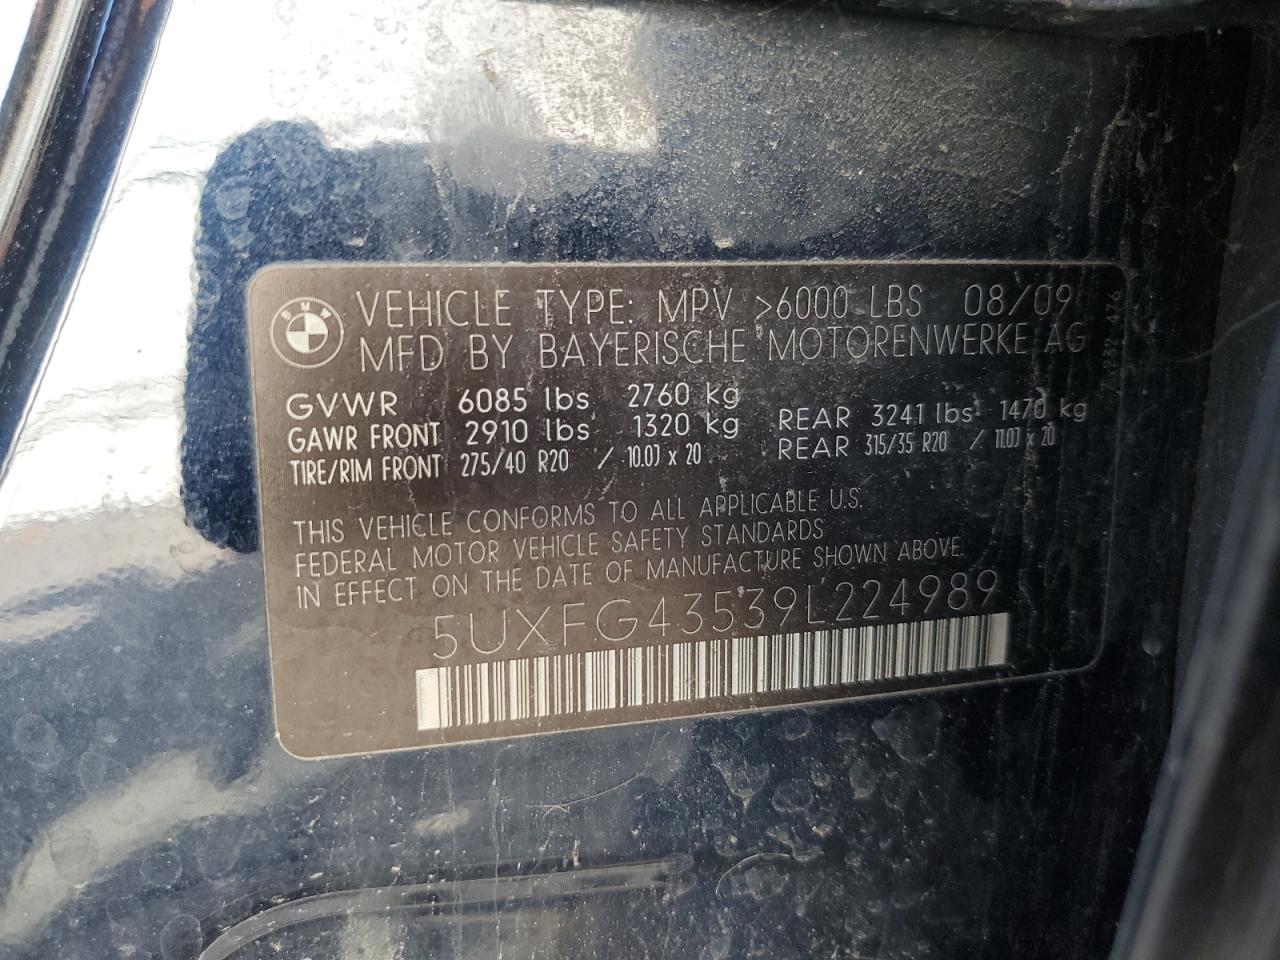 BMW
VEHICLE TYPE: MPV >6000 LBS 08/09
MFD BY BAYERISCHE MOTORENWERKE AG
GVWR 6085 lbs 2760 kg
GAWR FRONT 2910 lbs 1320 kg REAR 3241 lbs 1470 kg
TIRE/RIM FRONT 275/40 R20 / 10.0J x 20 REAR 315/35 R20 / 11.0J x 20
THIS VEHICLE CONFORMS TO ALL APPLICABLE U.S.
FEDERAL MOTOR VEHICLE SAFETY STANDARDS
IN EFFECT ON THE DATE OF MANUFACTURE SHOWN ABOVE.
5UXFG43539L224989